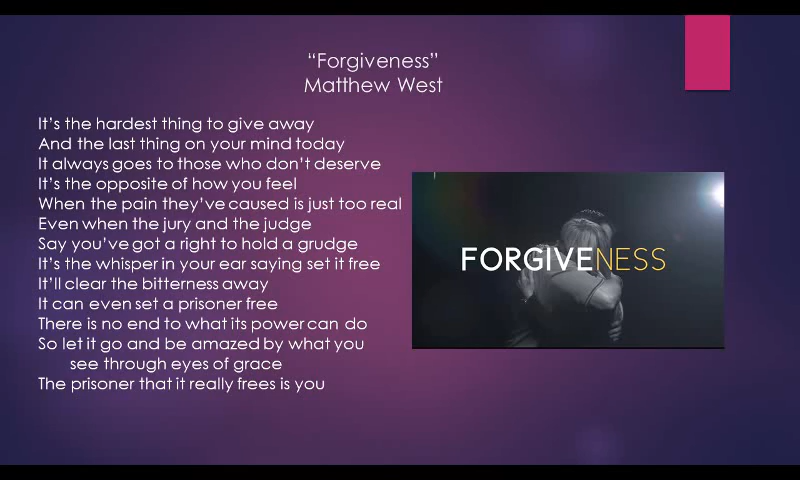 “Forgiveness”
Matthew West
It’s the hardest thing to give away
And the last thing on your mind today
It always goes to those who don’t deserve
It’s the opposite of how you feel
When the pain they’ve caused is just too real
Even when the jury and the judge
Say you’ve got a right to hold a grudge
It’s the whisper in your ear saying set it free
It’ll clear the bitterness away
It can even set a prisoner free
There is no end to what its power can do
So let it go and be amazed by what you
see through eyes of grace
The prisoner that it really frees is you
FORGIVENESS